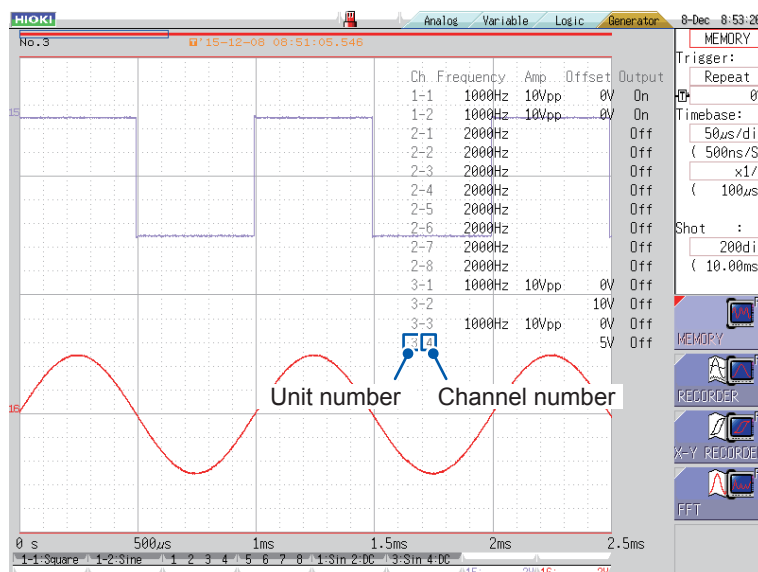 HIOKI
Analog Variable Logic Generator 8-Dec 8:53:26
No.3 T'15-12-08 08:51:05.546 MEMORY
Trigger:
Repeat
T 0
Timebase:
50µs/di
( 500ns/S
x1/
( 100µs
Shot :
200di
( 10.00ms
Ch Frequency Amp Offset Output
1-1 1000Hz 10Vpp 0V On
1-2 1000Hz 10Vpp 0V On
2-1 2000Hz Off
2-2 2000Hz Off
2-3 2000Hz Off
2-4 2000Hz Off
2-5 2000Hz Off
2-6 2000Hz Off
2-7 2000Hz Off
2-8 2000Hz Off
3-1 1000Hz 10Vpp 0V Off
3-2 10V Off
3-3 1000Hz 10Vpp 0V Off
3-4 5V Off
15
16
Unit number Channel number
MEMORY
RECORDER
X-Y RECORDE
FFT
0 s 500µs 1ms 1.5ms 2ms 2.5ms
1-1:Square 1-2:Sine 1 2 3 4 5 6 7 8 1:Sin 2:DC 3:Sin 4:DC